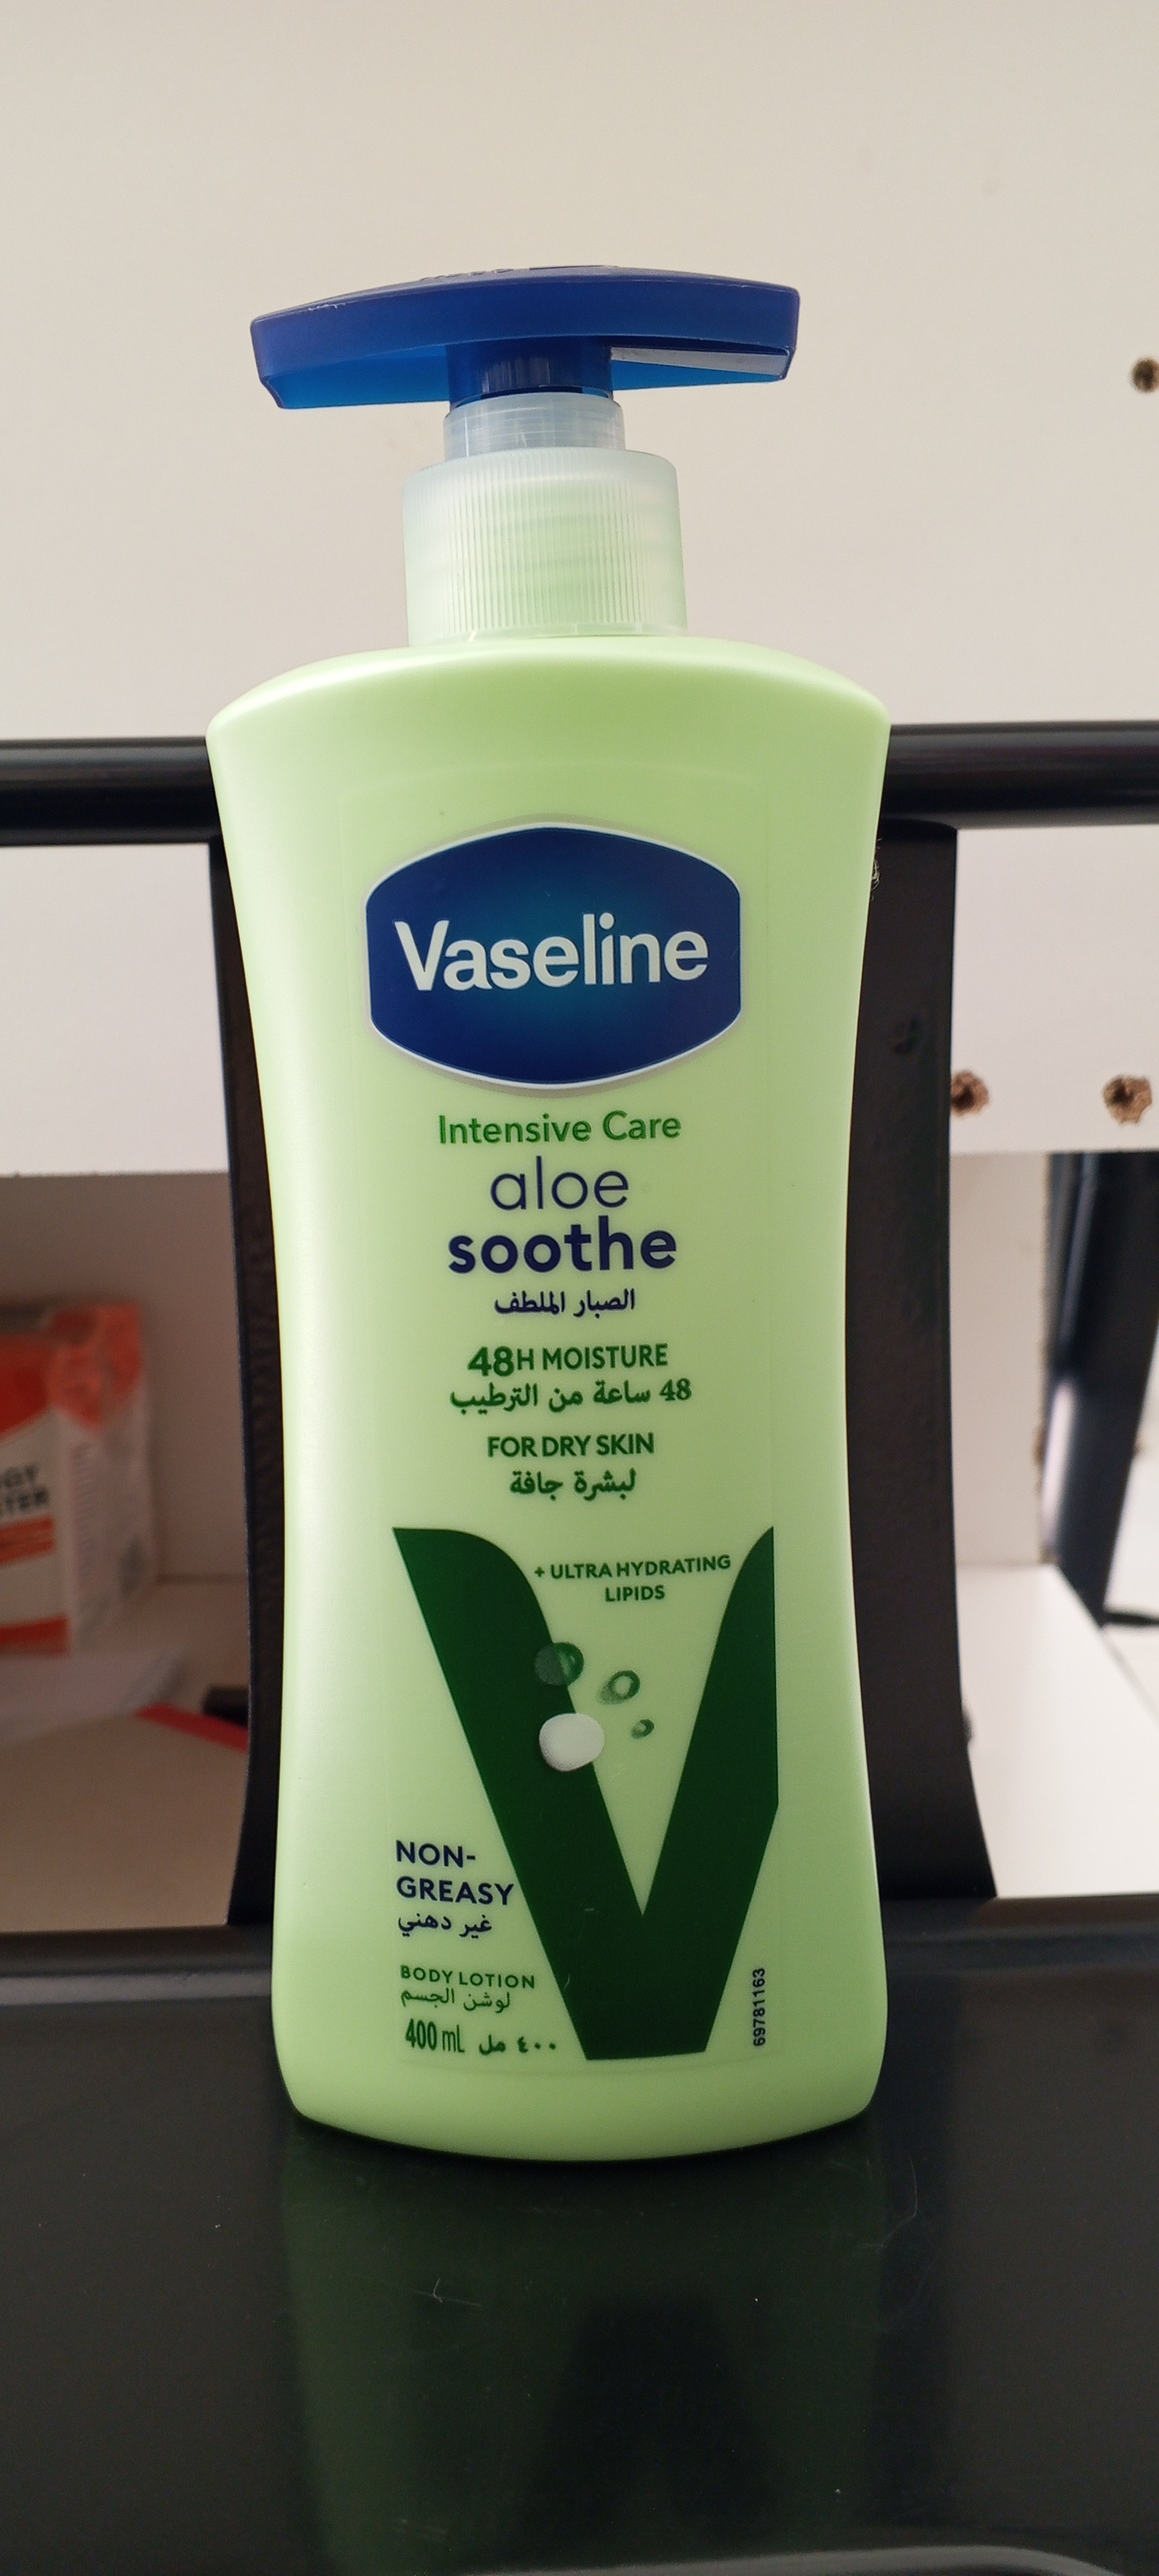 Vaseline
Intensive Care
aloe
soothe
الصبار الملطف
48H MOISTURE
48 ساعة من الترطيب
FOR DRY SKIN
لبشرة جافة
+ ULTRA HYDRATING
LIPIDS
NON-
GREASY
غير دهني
BODY LOTION
لوشن الجسم
400 mL ٤٠٠ مل
69781163